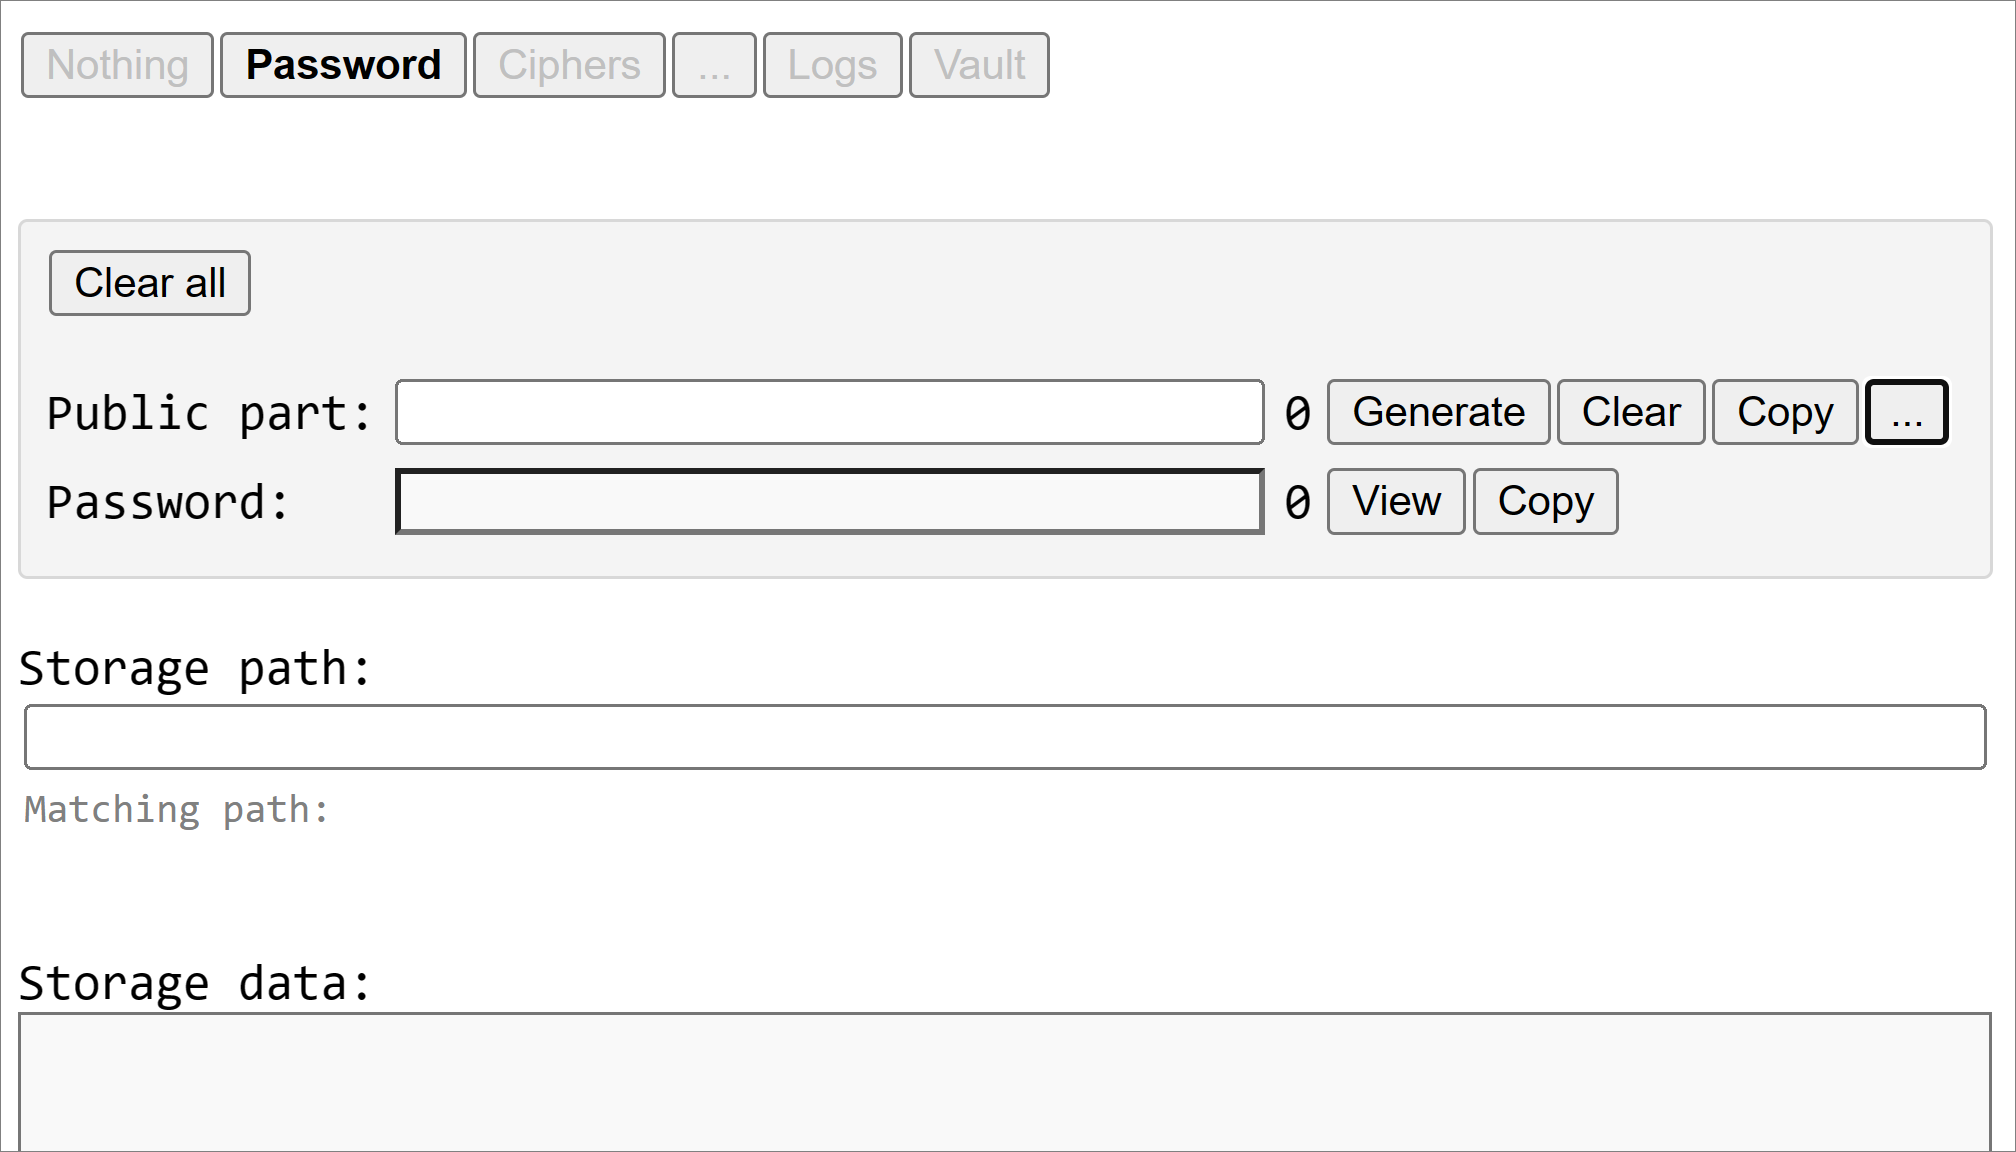 Nothing Password Ciphers ... Logs Vault
Clear all
Public part: 0 Generate Clear Copy ...
Password: 0 View Copy
Storage path:
Matching path:
Storage data: